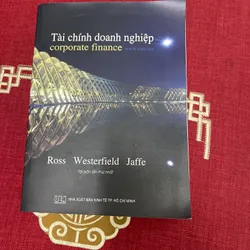 Tài chính doanh nghiệp
corporate finance
Ross Westerfield Jaffe
NHÀ XUẤT BẢN KINH TẾ TP. HỒ CHÍ MINH